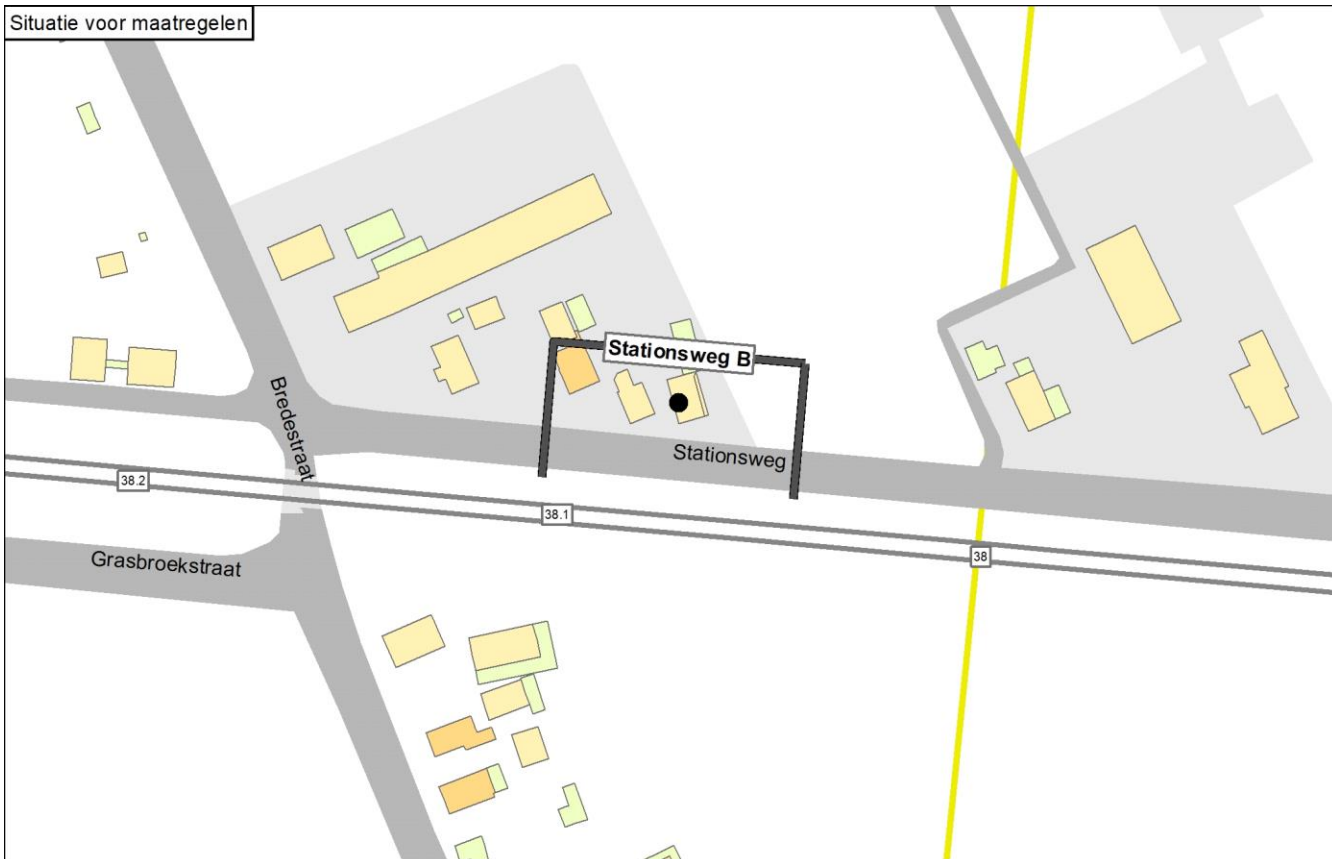 Situatie voor maatregelen
Stationsweg B
Bredestraat
Stationsweg
38.2
38.1
38
Grasbroekstraat